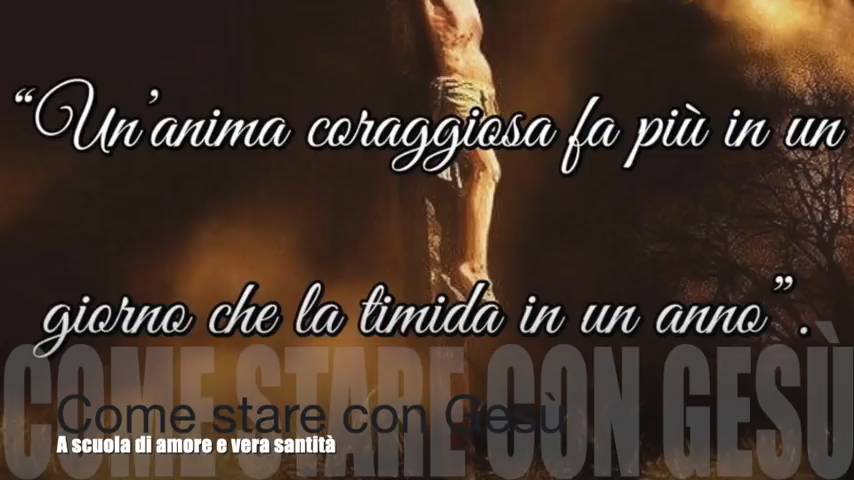 “Un’anima coraggiosa fa più in un
giorno che la timida in un anno”.
COME STARE CON GESÙ
Come stare con Gesù
A scuola di amore e vera santità